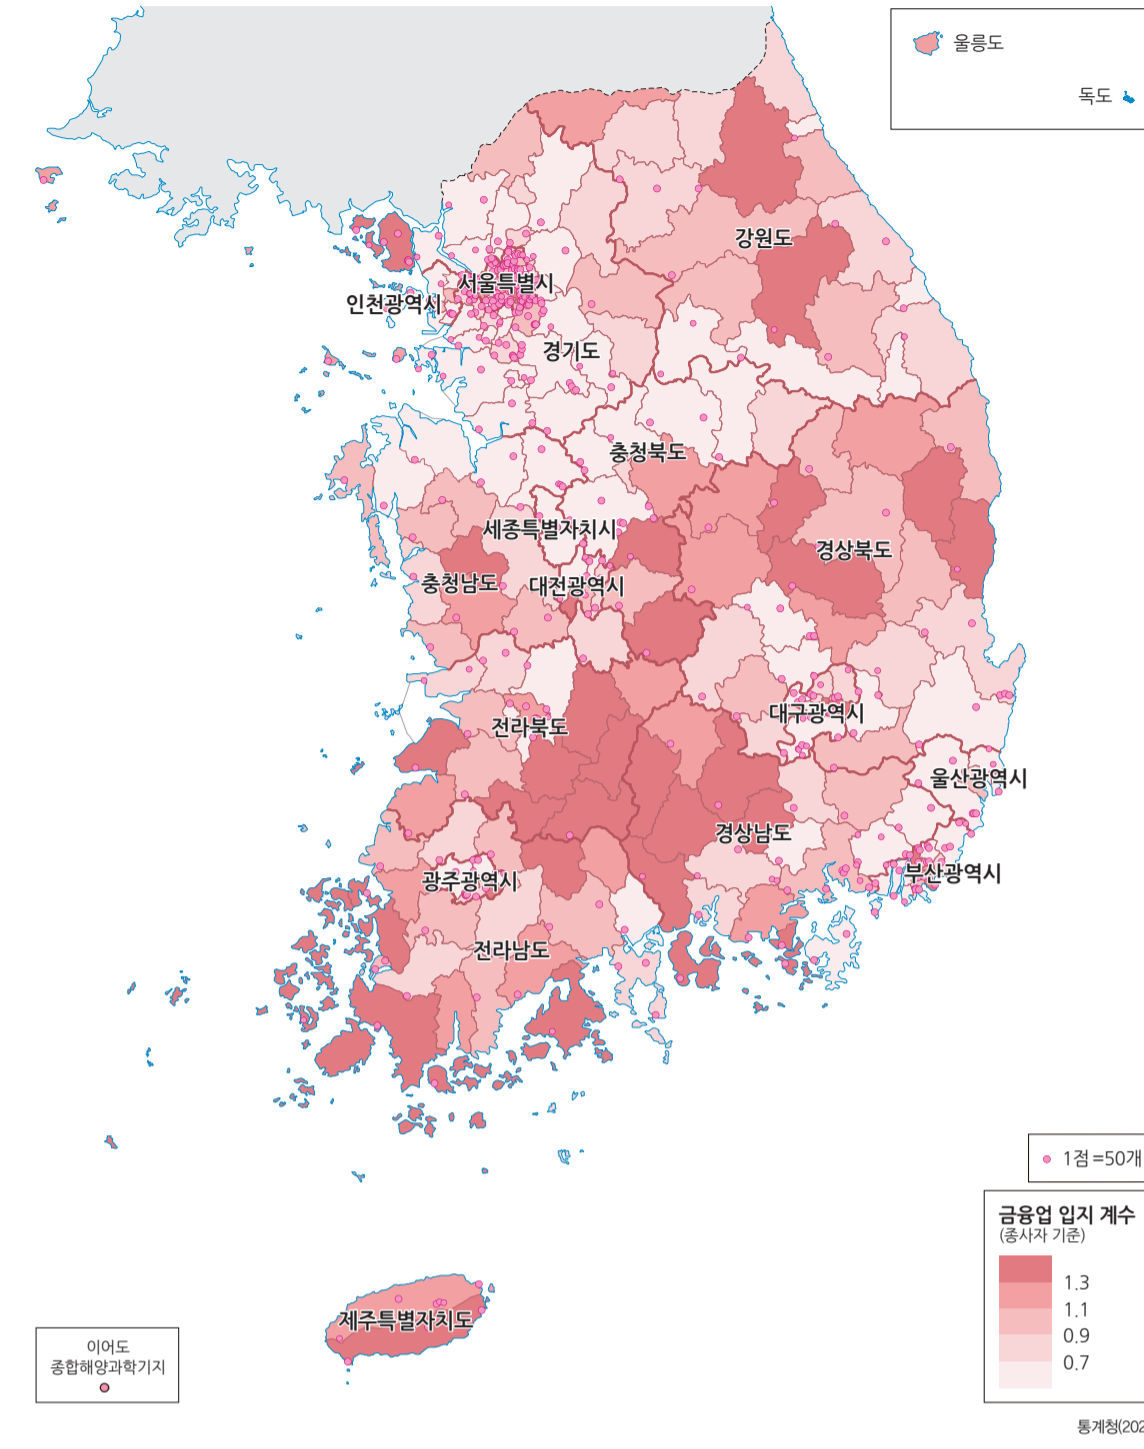 울릉도
독도
강원도
서울특별시
인천광역시
경기도
충청북도
세종특별자치시
경상북도
충청남도
대전광역시
대구광역시
전라북도
울산광역시
경상남도
부산광역시
광주광역시
전라남도
1점=50개
금융업 입지 계수
(종사자 기준)
1.3
1.1
0.9
0.7
제주특별자치도
이어도
종합해양과학기지
통계청(202